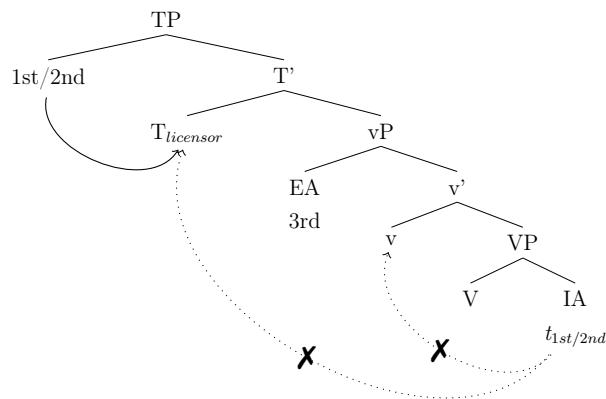 TP
1st/2nd T'
T_licensor vP
EA v'
3rd
v VP
V IA
t_1st/2nd
✗ ✗